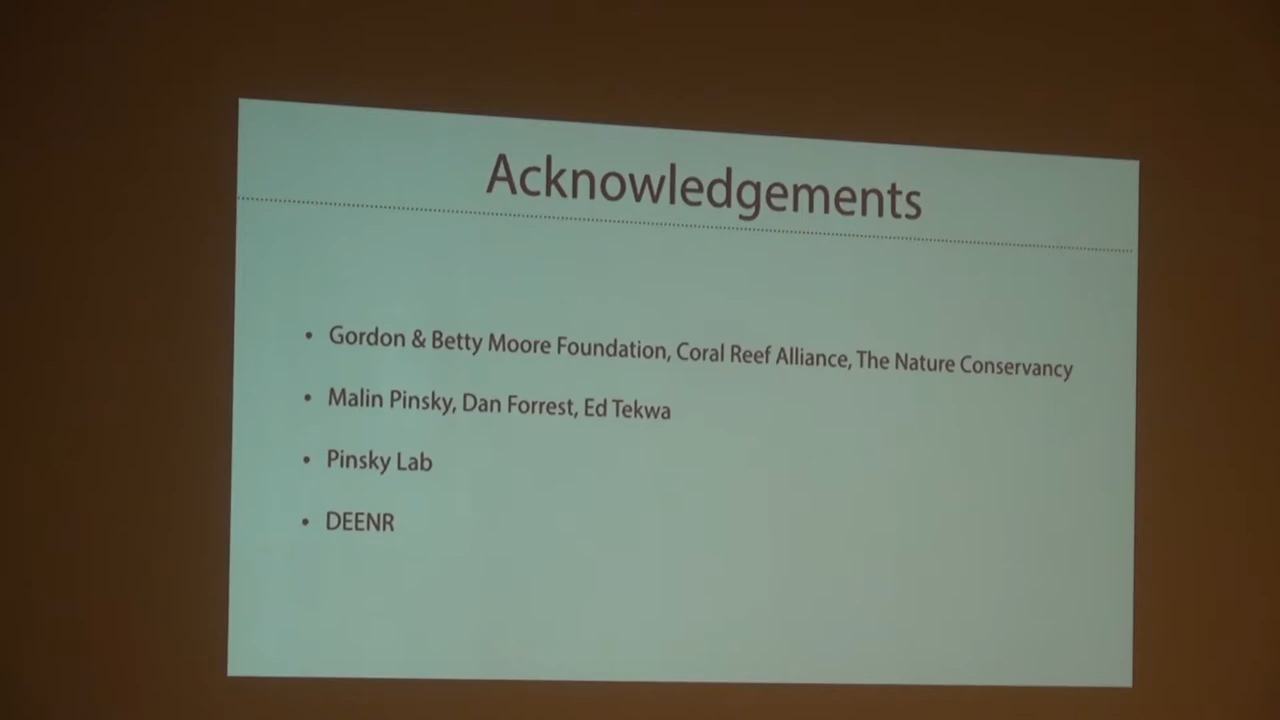 Acknowledgements
• Gordon & Betty Moore Foundation, Coral Reef Alliance, The Nature Conservancy
• Malin Pinsky, Dan Forrest, Ed Tekwa
• Pinsky Lab
• DEENR